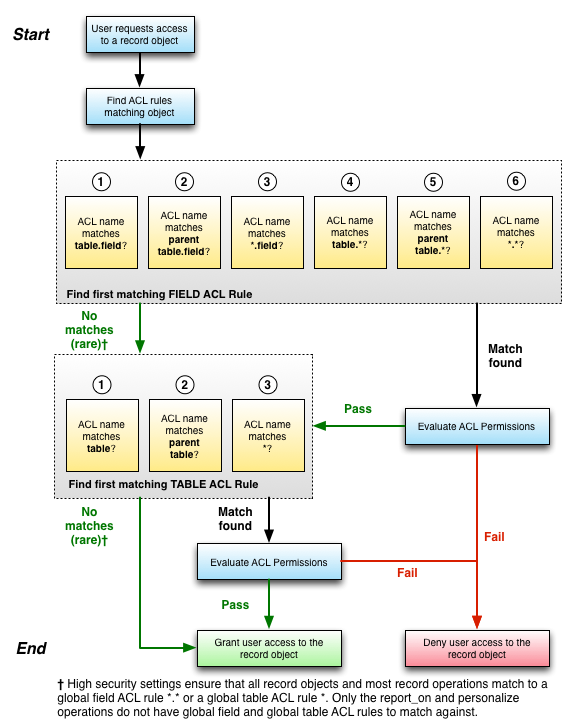 Start
User requests access
to a record object
Find ACL rules
matching object
1
2
3
4
5
6
ACL name
matches
table.field?
ACL name
matches
parent
table.field?
ACL name
matches
*.field?
ACL name
matches
table.*?
ACL name
matches
parent
table.*?
ACL name
matches
*.*?
Find first matching FIELD ACL Rule
No
matches
(rare)†
Match
found
1
2
3
ACL name
matches
table?
ACL name
matches
parent
table?
ACL name
matches
*?
Find first matching TABLE ACL Rule
Pass
Evaluate ACL Permissions
No
matches
(rare)†
Match
found
Fail
Evaluate ACL Permissions
Fail
Pass
End
Grant user access to the
record object
Deny user access to the
record object
† High security settings ensure that all record objects and most record operations match to a
global field ACL rule *.* or a global table ACL rule *. Only the report_on and personalize
operations do not have global field and global table ACL rules to match against.